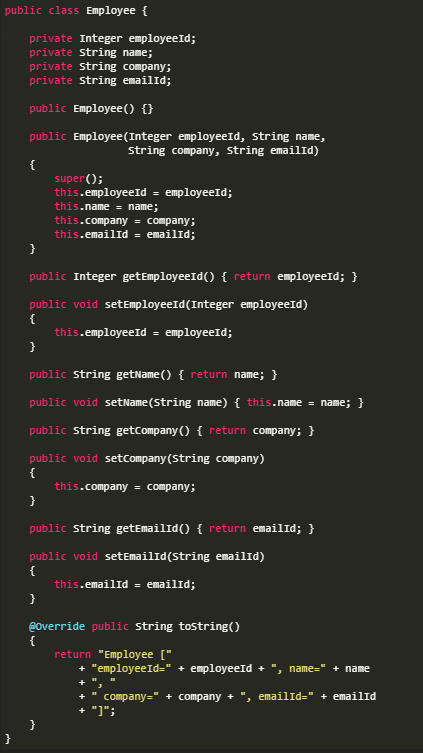 public class Employee {
    private Integer employeeId;
    private String name;
    private String company;
    private String emailId;
    public Employee() {}
    public Employee(Integer employeeId, String name,
                    String company, String emailId)
    {
        super();
        this.employeeId = employeeId;
        this.name = name;
        this.company = company;
        this.emailId = emailId;
    }
    public Integer getEmployeeId() { return employeeId; }
    public void setEmployeeId(Integer employeeId)
    {
        this.employeeId = employeeId;
    }
    public String getName() { return name; }
    public void setName(String name) { this.name = name; }
    public String getCompany() { return company; }
    public void setCompany(String company)
    {
        this.company = company;
    }
    public String getEmailId() { return emailId; }
    public void setEmailId(String emailId)
    {
        this.emailId = emailId;
    }
    @Override public String toString()
    {
        return "Employee ["
            + "employeeId=" + employeeId + ", name=" + name
            + ", "
            + " company=" + company + ", emailId=" + emailId
            + "]";
    }
}